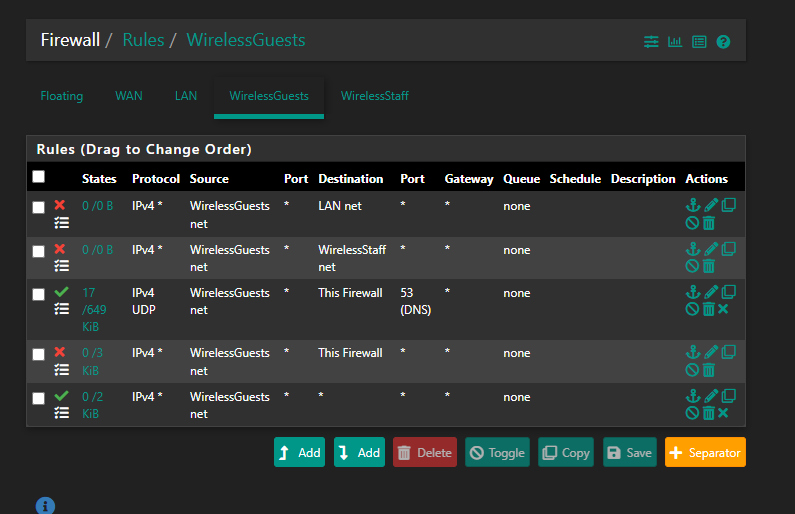 Firewall / Rules / WirelessGuests
Floating WAN LAN WirelessGuests WirelessStaff
Rules (Drag to Change Order)
States Protocol Source Port Destination Port Gateway Queue Schedule Description Actions
0 /0 B IPv4 * WirelessGuests * LAN net * * none
net
0 /0 B IPv4 * WirelessGuests * WirelessStaff * * none
net net
17 IPv4 WirelessGuests * This Firewall 53 * none
/649 UDP net (DNS)
KiB
0 /3 IPv4 * WirelessGuests * This Firewall * * none
KiB net
0 /2 IPv4 * WirelessGuests * * * * none
KiB net
Add Add Delete Toggle Copy Save Separator